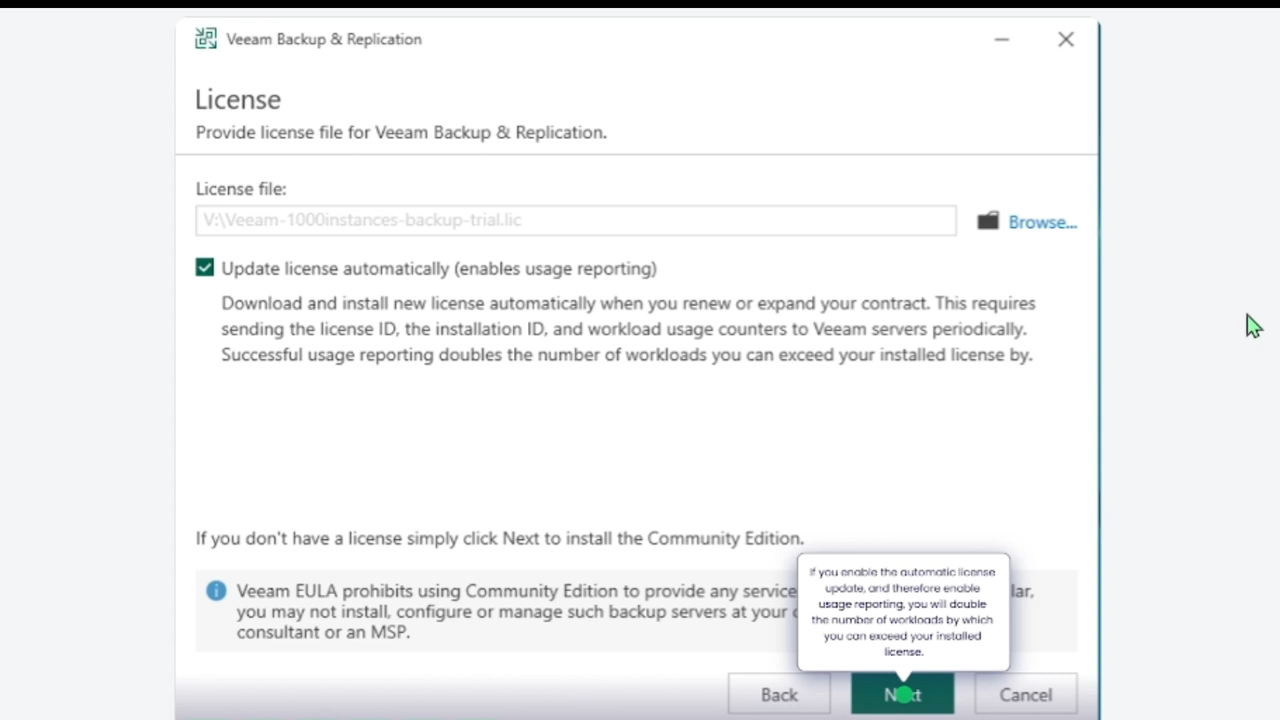 Veeam Backup & Replication
License
Provide license file for Veeam Backup & Replication.
License file:
V:\Veeam-1000instances-backup-trial.lic
Browse...
Update license automatically (enables usage reporting)
Download and install new license automatically when you renew or expand your contract. This requires
sending the license ID, the installation ID, and workload usage counters to Veeam servers periodically.
Successful usage reporting doubles the number of workloads you can exceed your installed license by.
If you don't have a license simply click Next to install the Community Edition.
Veeam EULA prohibits using Community Edition to provide any service
you may not install, configure or manage such backup servers at your
consultant or an MSP.
If you enable the automatic license
update, and therefore enable
usage reporting, you will double
the number of workloads by which
you can exceed your installed
license.
Back
Next
Cancel